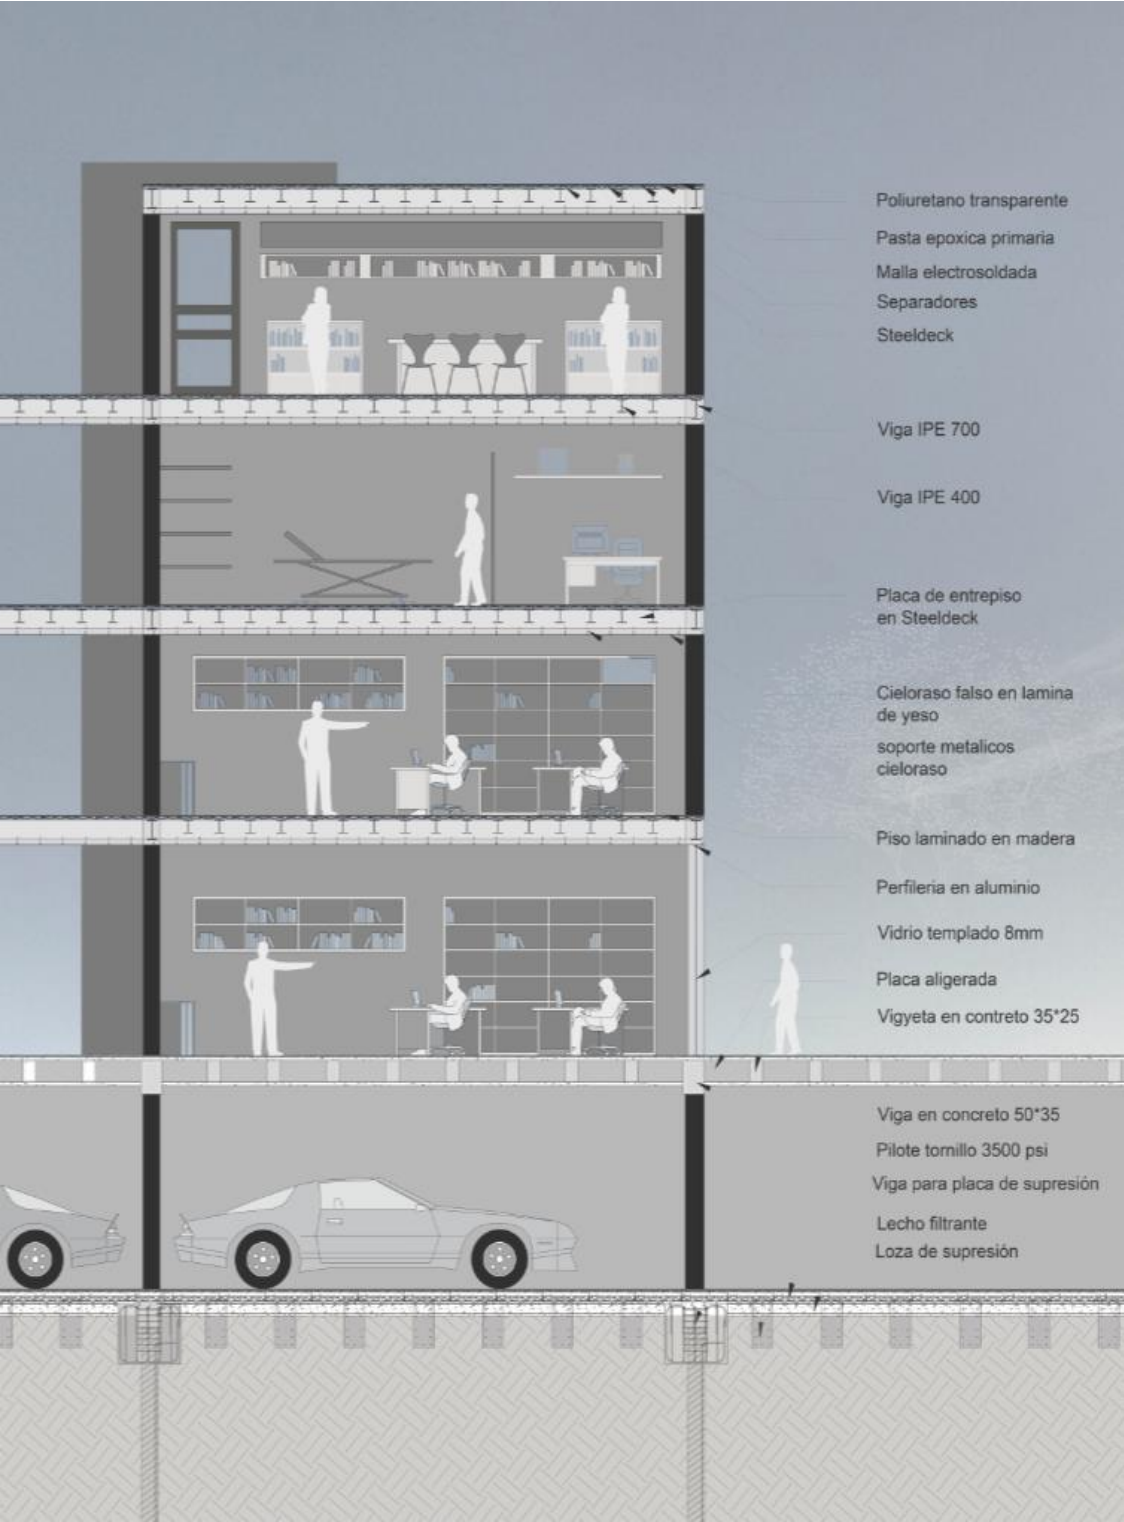 Poliuretano transparente
Pasta epoxica primaria
Malla electrosoldada
Separadores
Steeldeck
Viga IPE 700
Viga IPE 400
Placa de entrepiso
en Steeldeck
Cieloraso falso en lamina
de yeso
soporte metalicos
cieloraso
Piso laminado en madera
Perfileria en aluminio
Vidrio templado 8mm
Placa aligerada
Vigyeta en contreto 35*25
Viga en concreto 50*35
Pilote tornillo 3500 psi
Viga para placa de supresión
Lecho filtrante
Loza de supresión